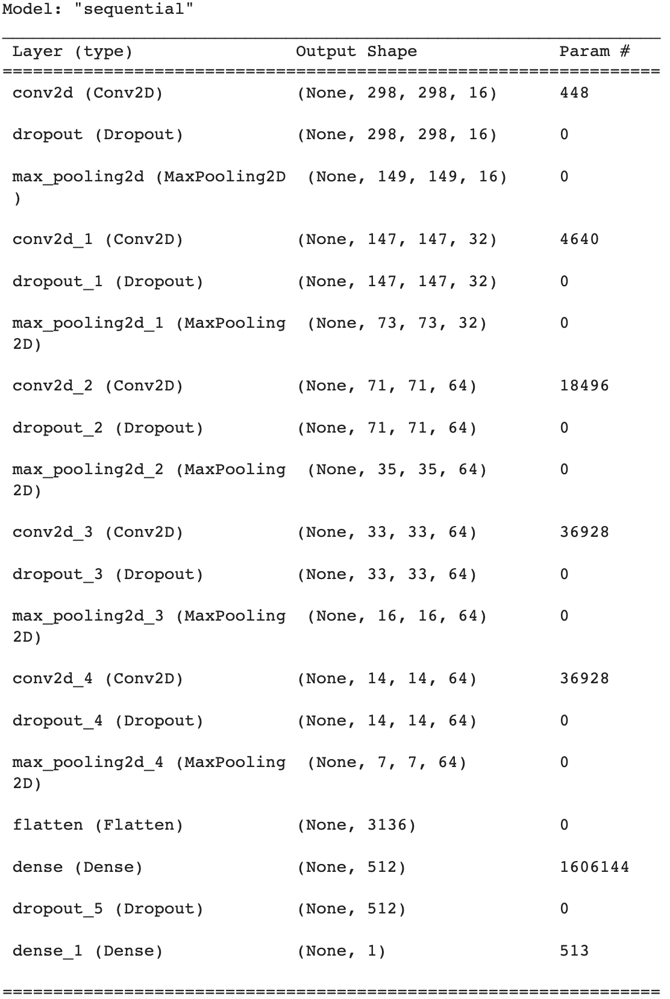 Model: "sequential"
_________________________________________________________________
Layer (type)                Output Shape              Param #
=================================================================
conv2d (Conv2D)             (None, 298, 298, 16)      448
dropout (Dropout)           (None, 298, 298, 16)      0
max_pooling2d (MaxPooling2D  (None, 149, 149, 16)     0
)
conv2d_1 (Conv2D)           (None, 147, 147, 32)      4640
dropout_1 (Dropout)         (None, 147, 147, 32)      0
max_pooling2d_1 (MaxPooling  (None, 73, 73, 32)       0
2D)
conv2d_2 (Conv2D)           (None, 71, 71, 64)        18496
dropout_2 (Dropout)         (None, 71, 71, 64)        0
max_pooling2d_2 (MaxPooling  (None, 35, 35, 64)       0
2D)
conv2d_3 (Conv2D)           (None, 33, 33, 64)        36928
dropout_3 (Dropout)         (None, 33, 33, 64)        0
max_pooling2d_3 (MaxPooling  (None, 16, 16, 64)       0
2D)
conv2d_4 (Conv2D)           (None, 14, 14, 64)        36928
dropout_4 (Dropout)         (None, 14, 14, 64)        0
max_pooling2d_4 (MaxPooling  (None, 7, 7, 64)         0
2D)
flatten (Flatten)           (None, 3136)              0
dense (Dense)               (None, 512)               1606144
dropout_5 (Dropout)         (None, 512)               0
dense_1 (Dense)             (None, 1)                 513
=================================================================